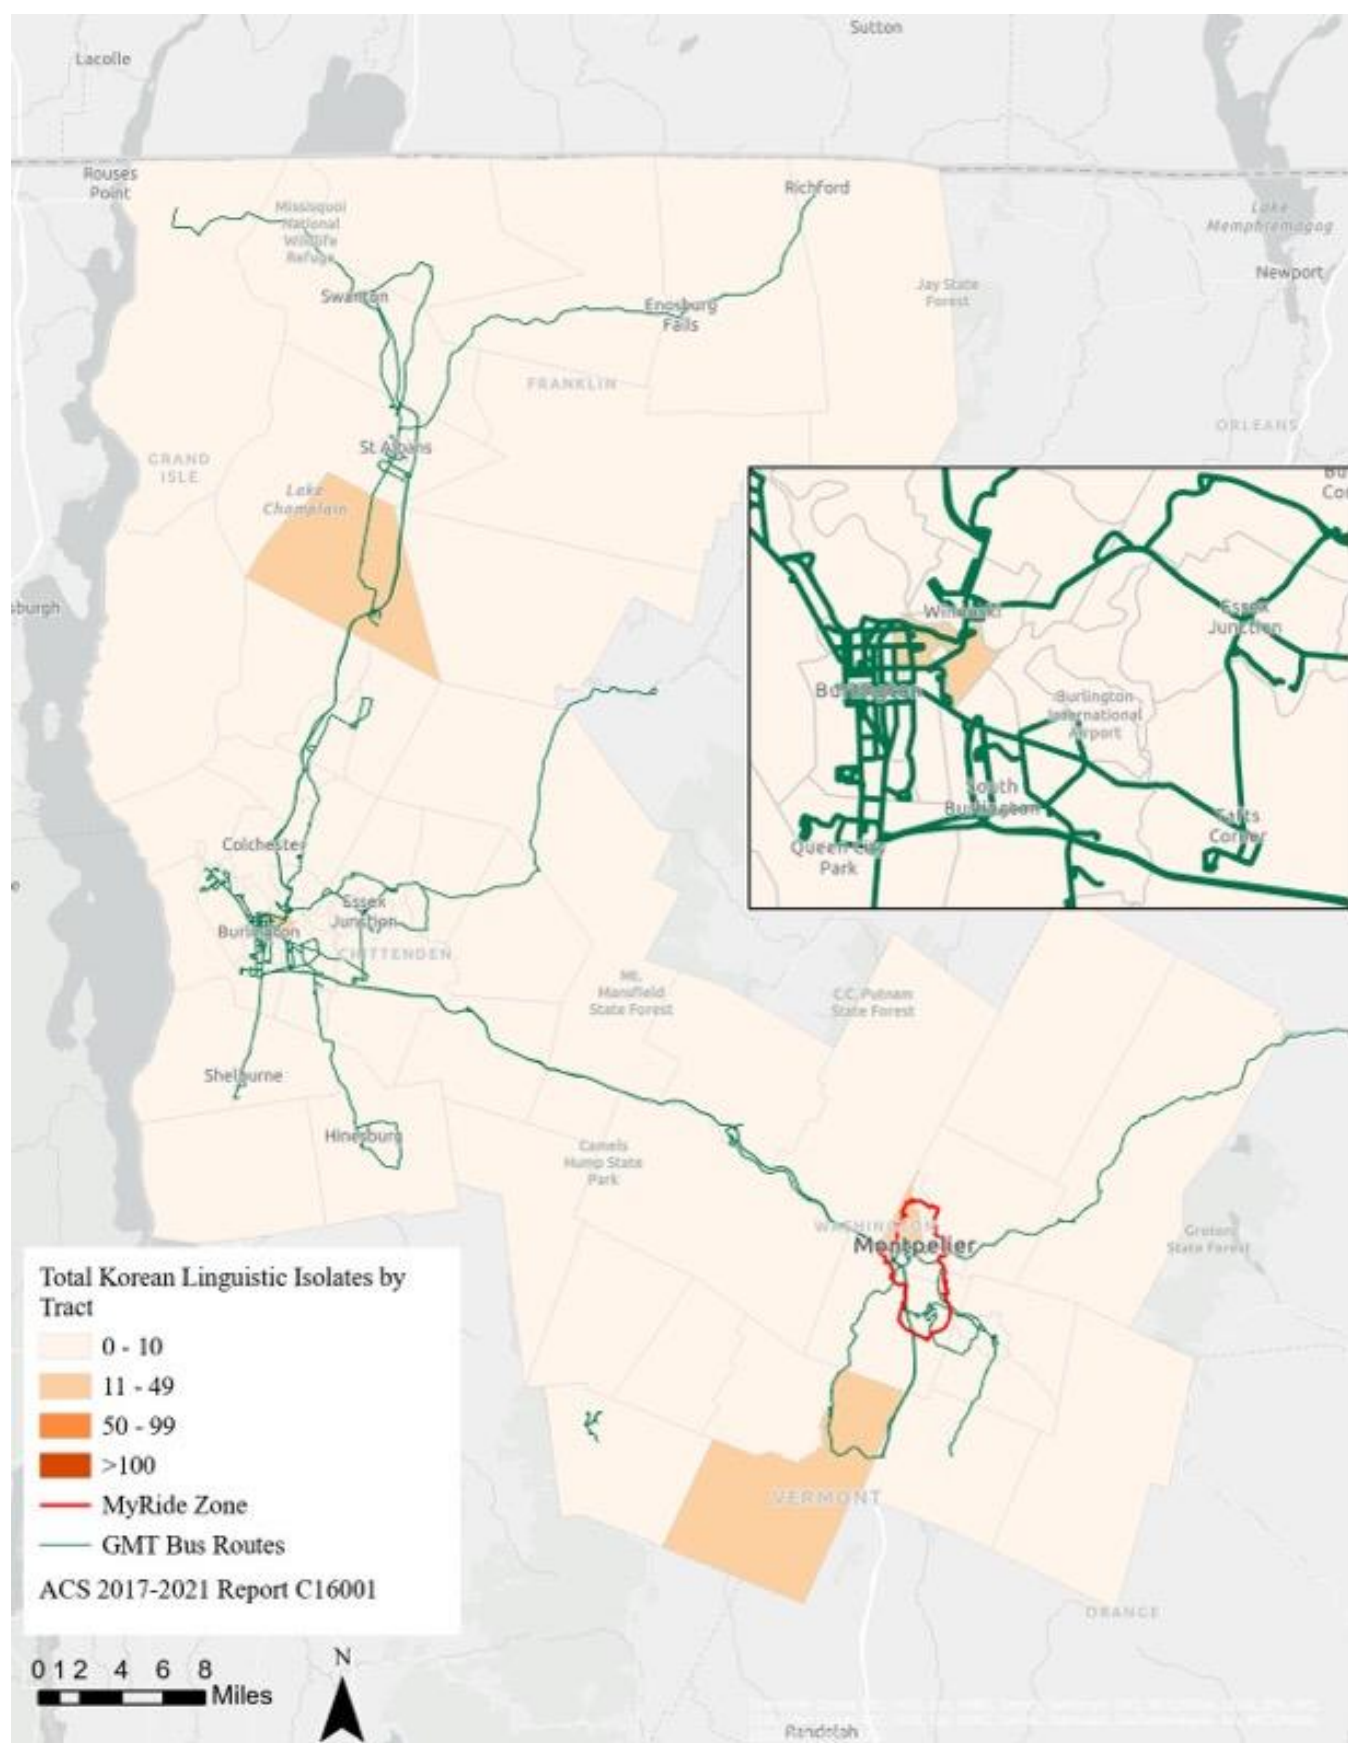 Sutton
Lacolle
Rouses
Point
Richford
Missisquoi
National
Wildlife
Refuge
Lake
Memphremagog
Newport
Swanton
Enosburg
Falls
Jay State
Forest
FRANKLIN
ORLEANS
St Albans
GRAND
ISLE
Lake
Champlain
sburgh
Winooski
Essex
Junction
Burlington
Burlington
International
Airport
South
Burlington
Tafts
Corner
Queen City
Park
Colchester
Essex
Junction
Burlington
CHITTENDEN
Mt.
Mansfield
State Forest
C.C. Putnam
State Forest
Shelburne
Hinesburg
Camels
Hump State
Park
WASHINGTON
Montpelier
Groton
State Forest
VERMONT
ORANGE
Randolph
Total Korean Linguistic Isolates by
Tract
0 - 10
11 - 49
50 - 99
>100
MyRide Zone
GMT Bus Routes
ACS 2017-2021 Report C16001
0 1 2 4 6 8
Miles
N